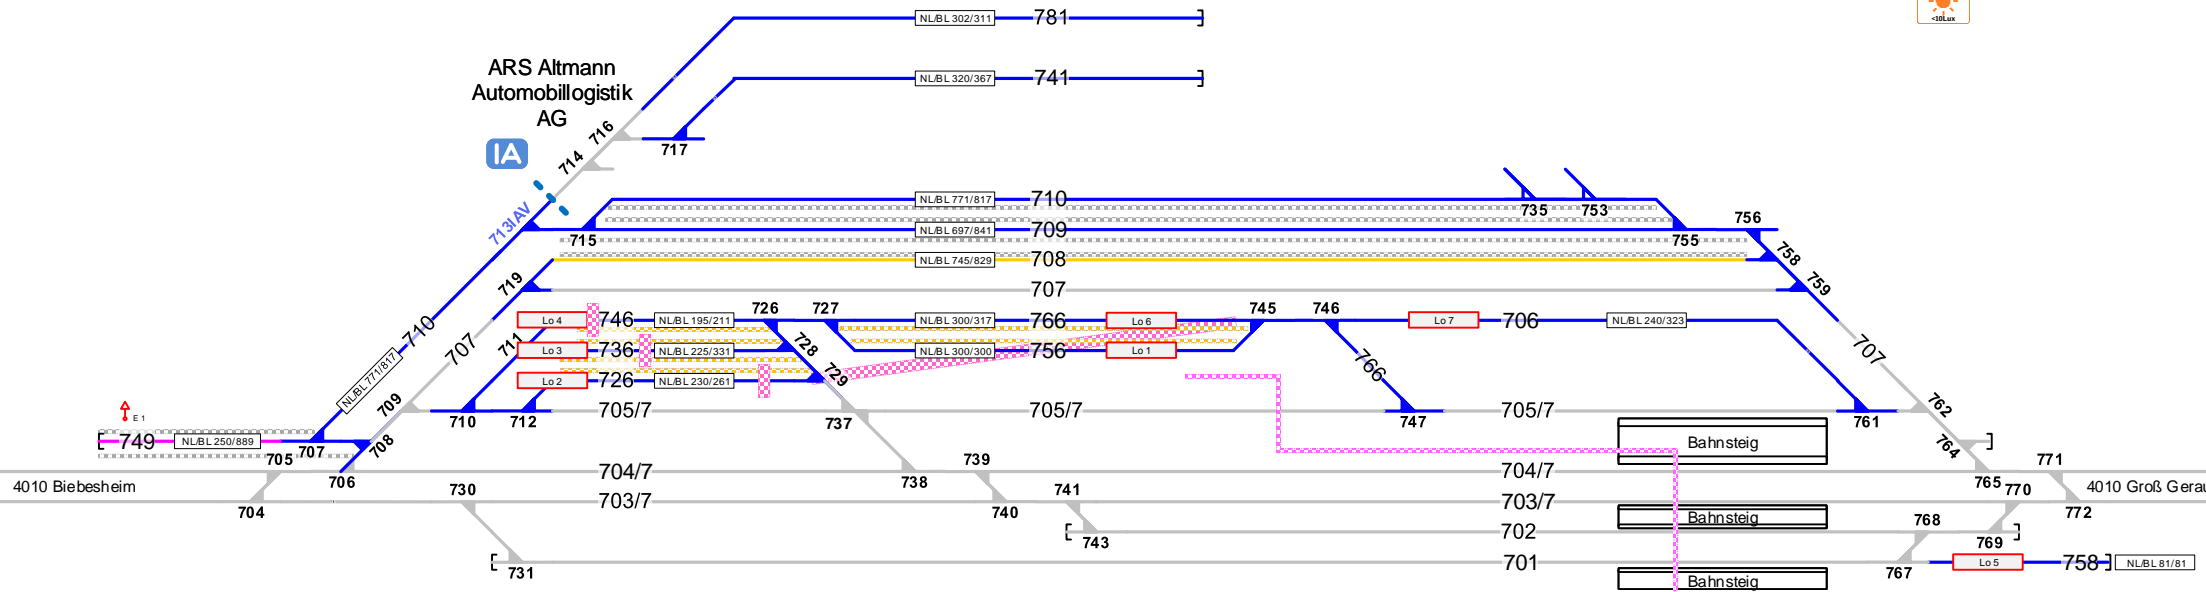 NL/BL 302/311
781
<10Lux
ARS Altmann
Automobillogistik
AG
NL/BL 320/367
741
716
717
IA
714
NL/BL 771/817
710
735
753
713IAV
715
NL/BL 697/841
709
755
756
NL/BL 745/829
708
758
719
707
759
726
727
745
746
Lo 4
746
NL/BL 195/211
NL/BL 300/317
766
Lo 6
Lo 7
706
NL/BL 240/323
710
711
Lo 3
736
NL/BL 225/331
728
NL/BL 300/300
756
Lo 1
707
707
NL/BL 771/817
Lo 2
726
NL/BL 230/261
729
766
709
710
712
705/7
737
705/7
747
705/7
761
762
E 1
749
NL/BL 250/889
707
708
Bahnsteig
764
705
706
704/7
738
739
704/7
765
771
4010 Biebesheim
4010 Groß Gerau
704
730
703/7
740
741
703/7
Bahnsteig
770
772
743
702
768
769
731
701
Bahnsteig
767
Lo 5
758
NL/BL 81/81